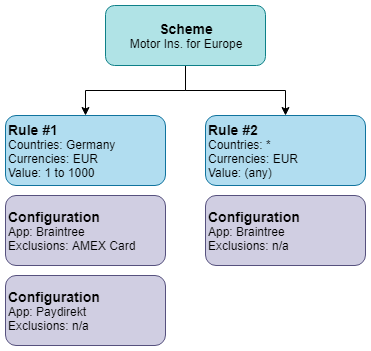 Scheme
Motor Ins. for Europe
Rule #1
Countries: Germany
Currencies: EUR
Value: 1 to 1000
Rule #2
Countries: *
Currencies: EUR
Value: (any)
Configuration
App: Braintree
Exclusions: AMEX Card
Configuration
App: Braintree
Exclusions: n/a
Configuration
App: Paydirekt
Exclusions: n/a